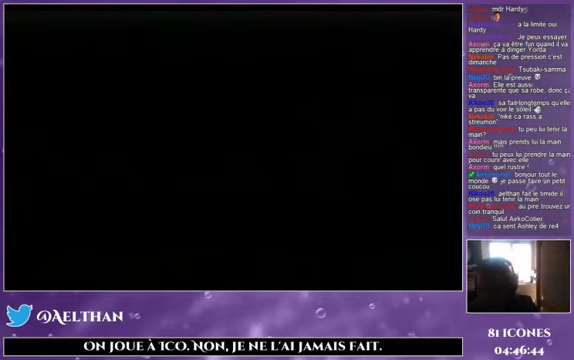 mdr Hardy
a la limite oui
Hardy
Je peux essayer
Axorm ça va être fun quand il va
apprendre à diriger Yorda
Pas de pression c'est
dimanche
Tsubaki-samma
bin la preuve
Axorm Elle est aussi
transparente que sa robe, donc ça
va
sa fait longtemps qu'elle
a pas du voir le soleil
"niké ca rass a
streumon"
tu peu lui tenir la
main?
Axorm mais prends lui la main
bondieu !!!!
tu peux lui prendre la main
pour courir avec elle
Axorm quel rustre !
bonjour tout le
monde je passe faire un petit
coucou
aelthan fait le timide il
ose pas lui tenir la main
au pire trouvez un
coin tranquil
Salut AirkoCotier
ca sent Ashley de re4
@Aelthan
81 icones
04:46:44
On joue à Ico. Non, je ne l'ai jamais fait.